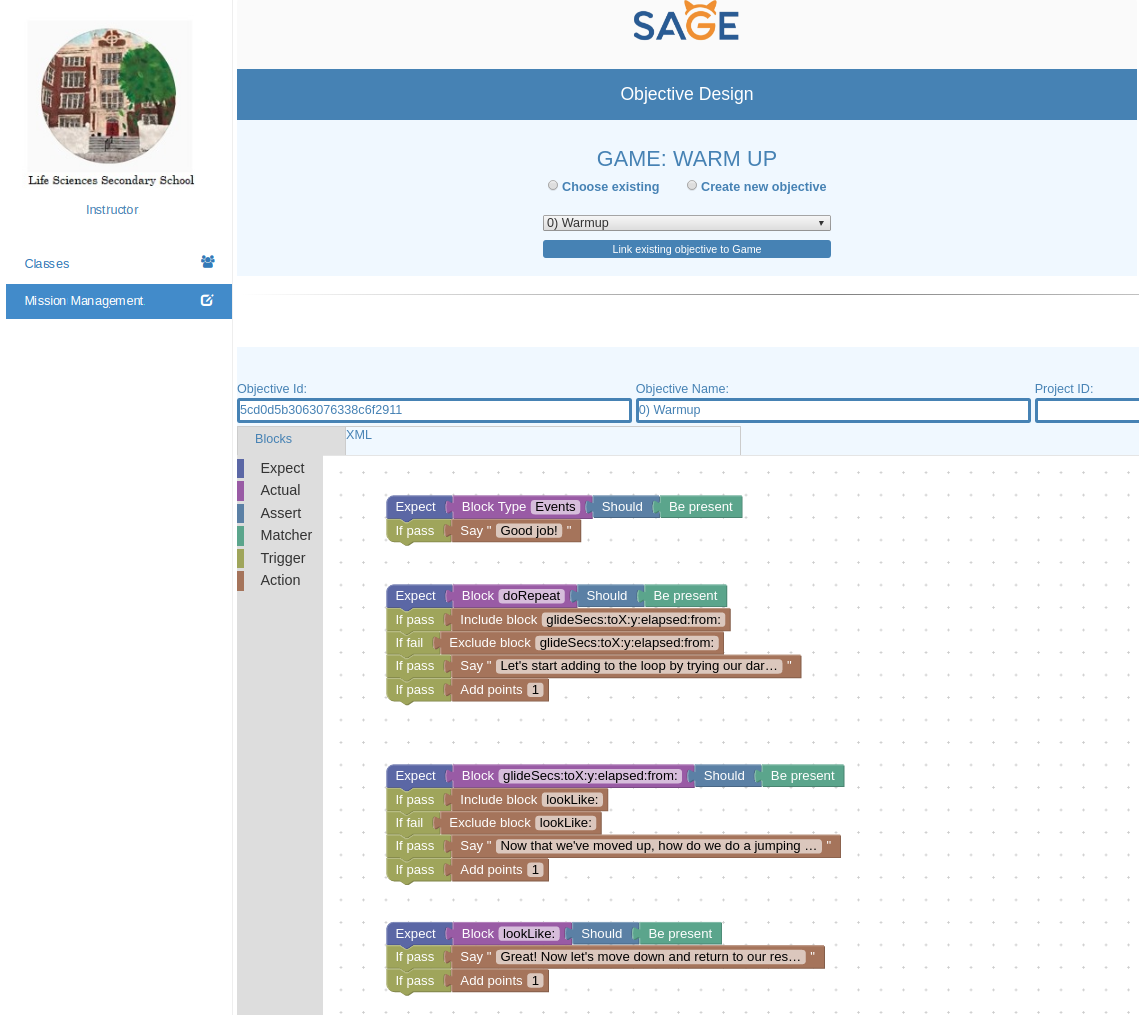 SAGE
Life Sciences Secondary School
Instructor
Classes
Mission Management
Objective Design
GAME: WARM UP
Choose existing Create new objective
0) Warmup
Link existing objective to Game
Objective Id: Objective Name: Project ID:
5cd0d5b3063076338c6f2911 0) Warmup
Blocks XML
Expect
Actual
Assert
Matcher
Trigger
Action
Expect Block Type Events Should Be present
If pass Say " Good job! "
Expect Block doRepeat Should Be present
If pass Include block glideSecs:toX:y:elapsed:from:
If fail Exclude block glideSecs:toX:y:elapsed:from:
If pass Say " Let's start adding to the loop by trying our dar… "
If pass Add points 1
Expect Block glideSecs:toX:y:elapsed:from: Should Be present
If pass Include block lookLike:
If fail Exclude block lookLike:
If pass Say " Now that we've moved up, how do we do a jumping … "
If pass Add points 1
Expect Block lookLike: Should Be present
If pass Say " Great! Now let's move down and return to our res… "
If pass Add points 1